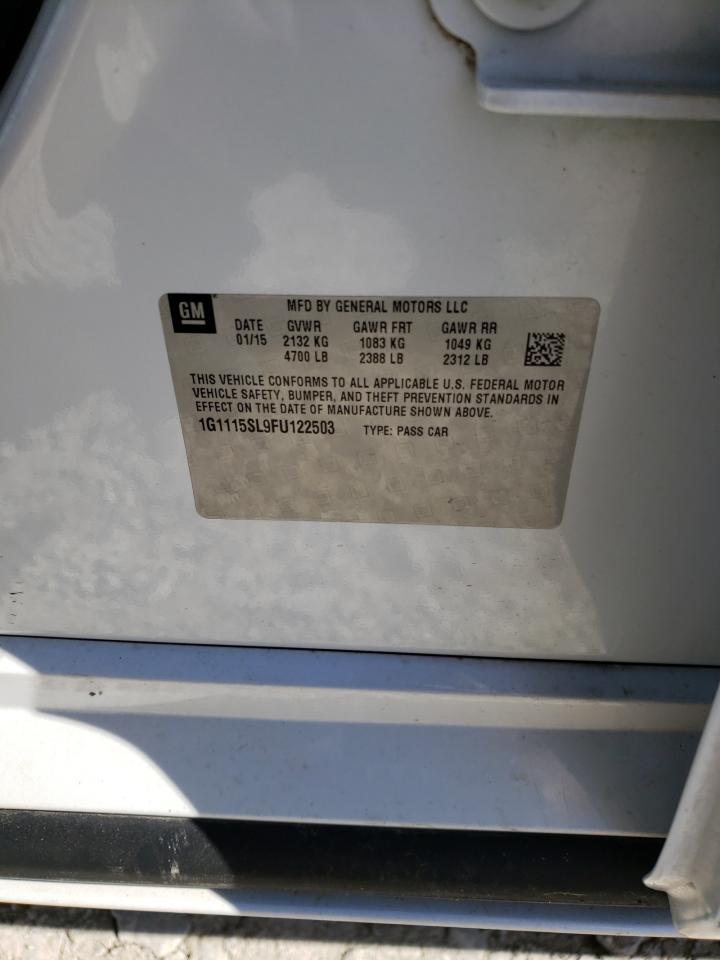 GM
MFD BY GENERAL MOTORS LLC
DATE GVWR GAWR FRT GAWR RR
01/15 2132 KG 1083 KG 1049 KG
4700 LB 2388 LB 2312 LB
THIS VEHICLE CONFORMS TO ALL APPLICABLE U.S. FEDERAL MOTOR
VEHICLE SAFETY, BUMPER, AND THEFT PREVENTION STANDARDS IN
EFFECT ON THE DATE OF MANUFACTURE SHOWN ABOVE.
1G1115SL9FU122503 TYPE: PASS CAR